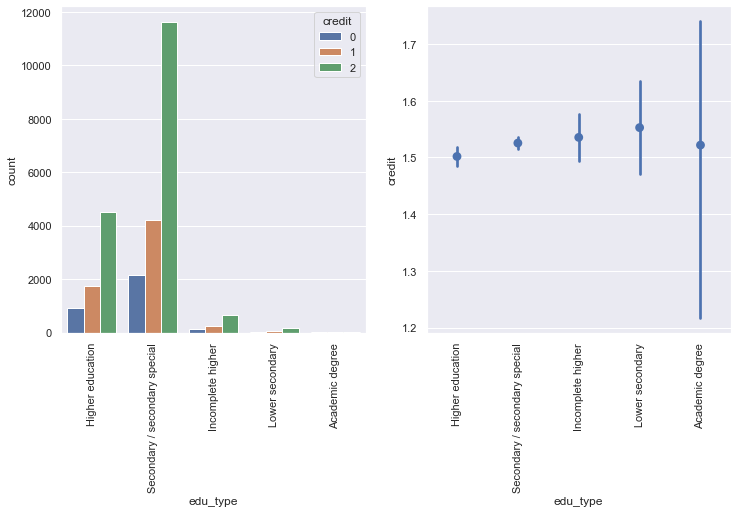 12000
10000
8000
6000
4000
2000
0
count
credit
0
1
2
Higher education
Secondary / secondary special
Incomplete higher
Lower secondary
Academic degree
edu_type
1.7
1.6
1.5
1.4
1.3
1.2
credit
Higher education
Secondary / secondary special
Incomplete higher
Lower secondary
Academic degree
edu_type